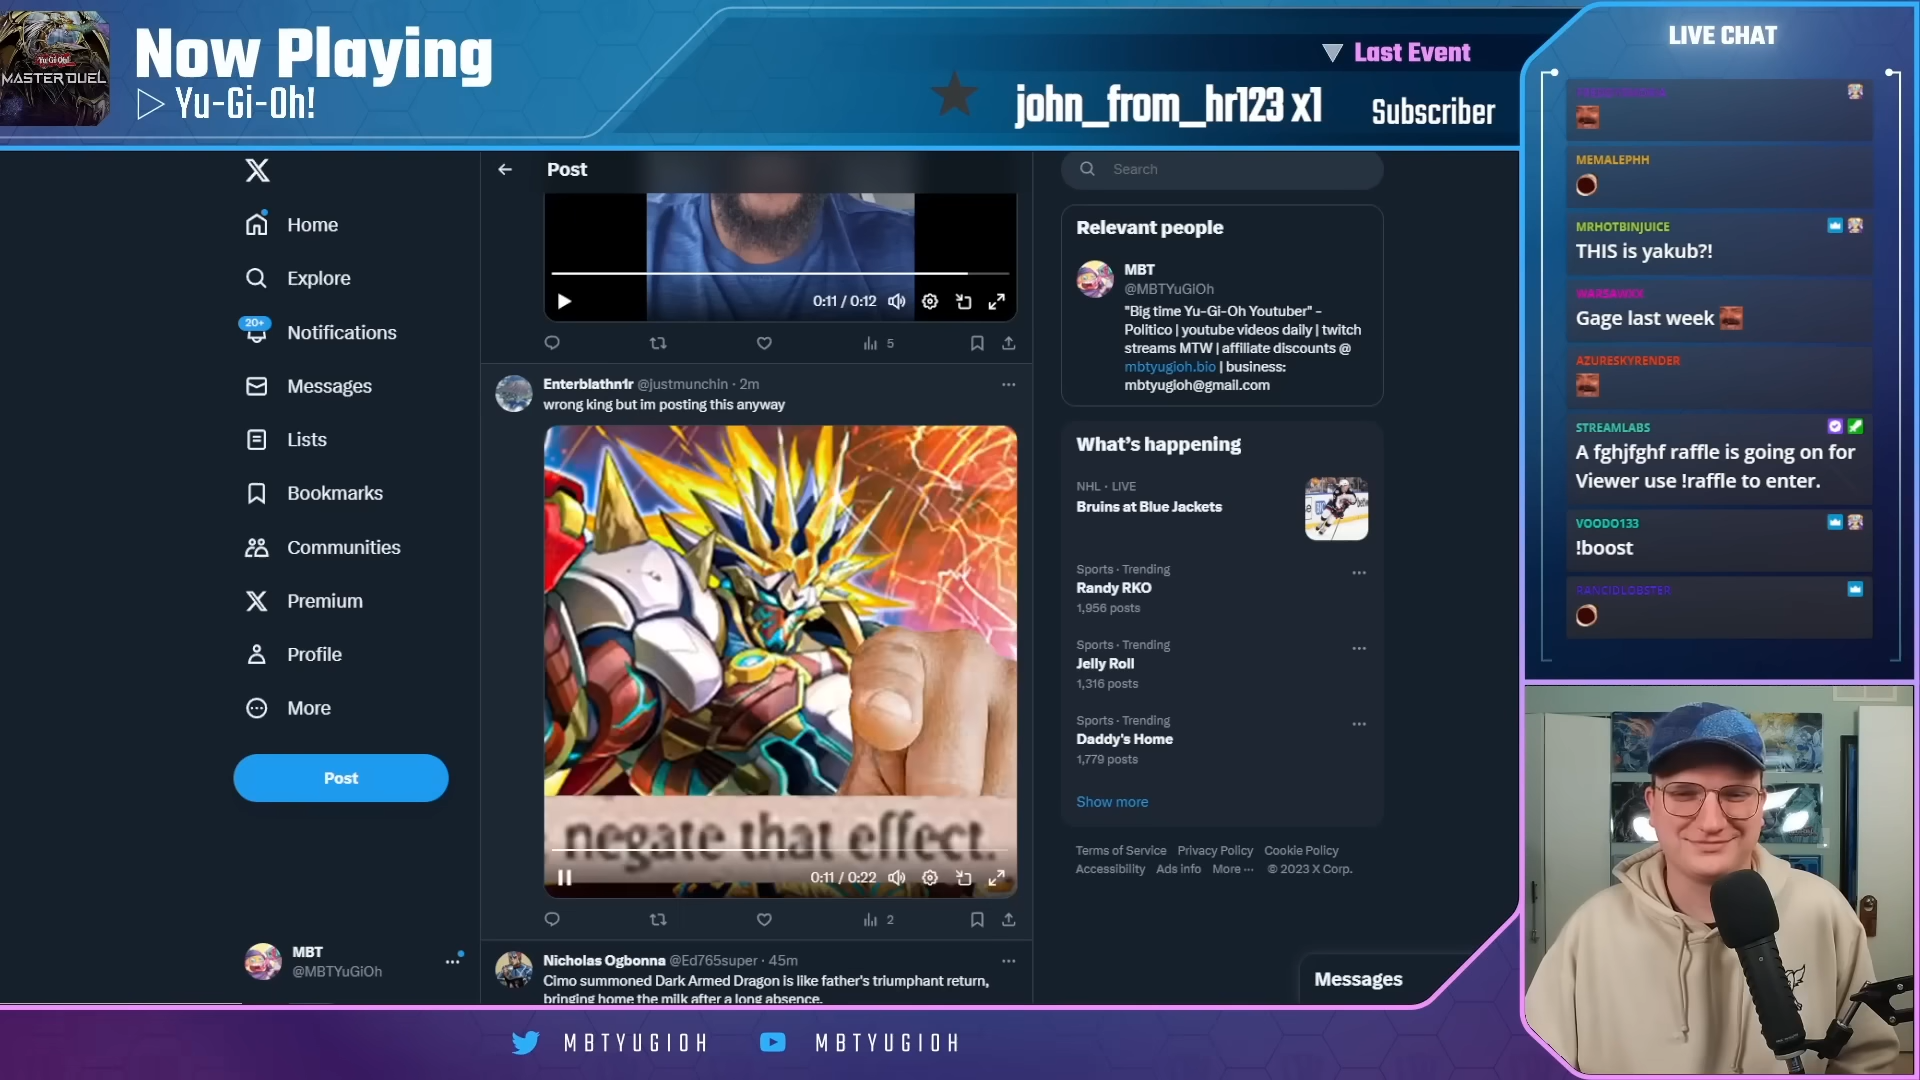 Yu-Gi-Oh!
MASTER DUEL
Now Playing
Yu-Gi-Oh!
Last Event
john_from_hr123 x1
Subscriber
LIVE CHAT
MEMALEPHH
MRHOTBINJUICE
THIS is yakub?!
WARSAWXX
Gage last week
AZURESKYRENDER
STREAMLABS
A fghjfghf raffle is going on for
Viewer use !raffle to enter.
VOODO133
!boost
RANCIDLOBSTER
Home
Explore
20+
Notifications
Messages
Lists
Bookmarks
Communities
Premium
Profile
More
Post
MBT
@MBTYuGiOh
Post
0:11 / 0:12
5
Enterblathn1r @justmunchin · 2m
wrong king but im posting this anyway
negate that effect.
0:11 / 0:22
2
Nicholas Ogbonna @Ed765super · 45m
Cimo summoned Dark Armed Dragon is like father's triumphant return,
bringing home the milk after a long absence.
Search
Relevant people
MBT
@MBTYuGiOh
"Big time Yu-Gi-Oh Youtuber" -
Politico | youtube videos daily | twitch
streams MTW | affiliate discounts @
mbtyugioh.bio | business:
mbtyugioh@gmail.com
What's happening
NHL · LIVE
Bruins at Blue Jackets
Sports · Trending
Randy RKO
1,956 posts
Sports · Trending
Jelly Roll
1,316 posts
Sports · Trending
Daddy's Home
1,779 posts
Show more
Terms of Service Privacy Policy Cookie Policy
Accessibility Ads info More ··· © 2023 X Corp.
Messages
MBTYUGIOH
MBTYUGIOH